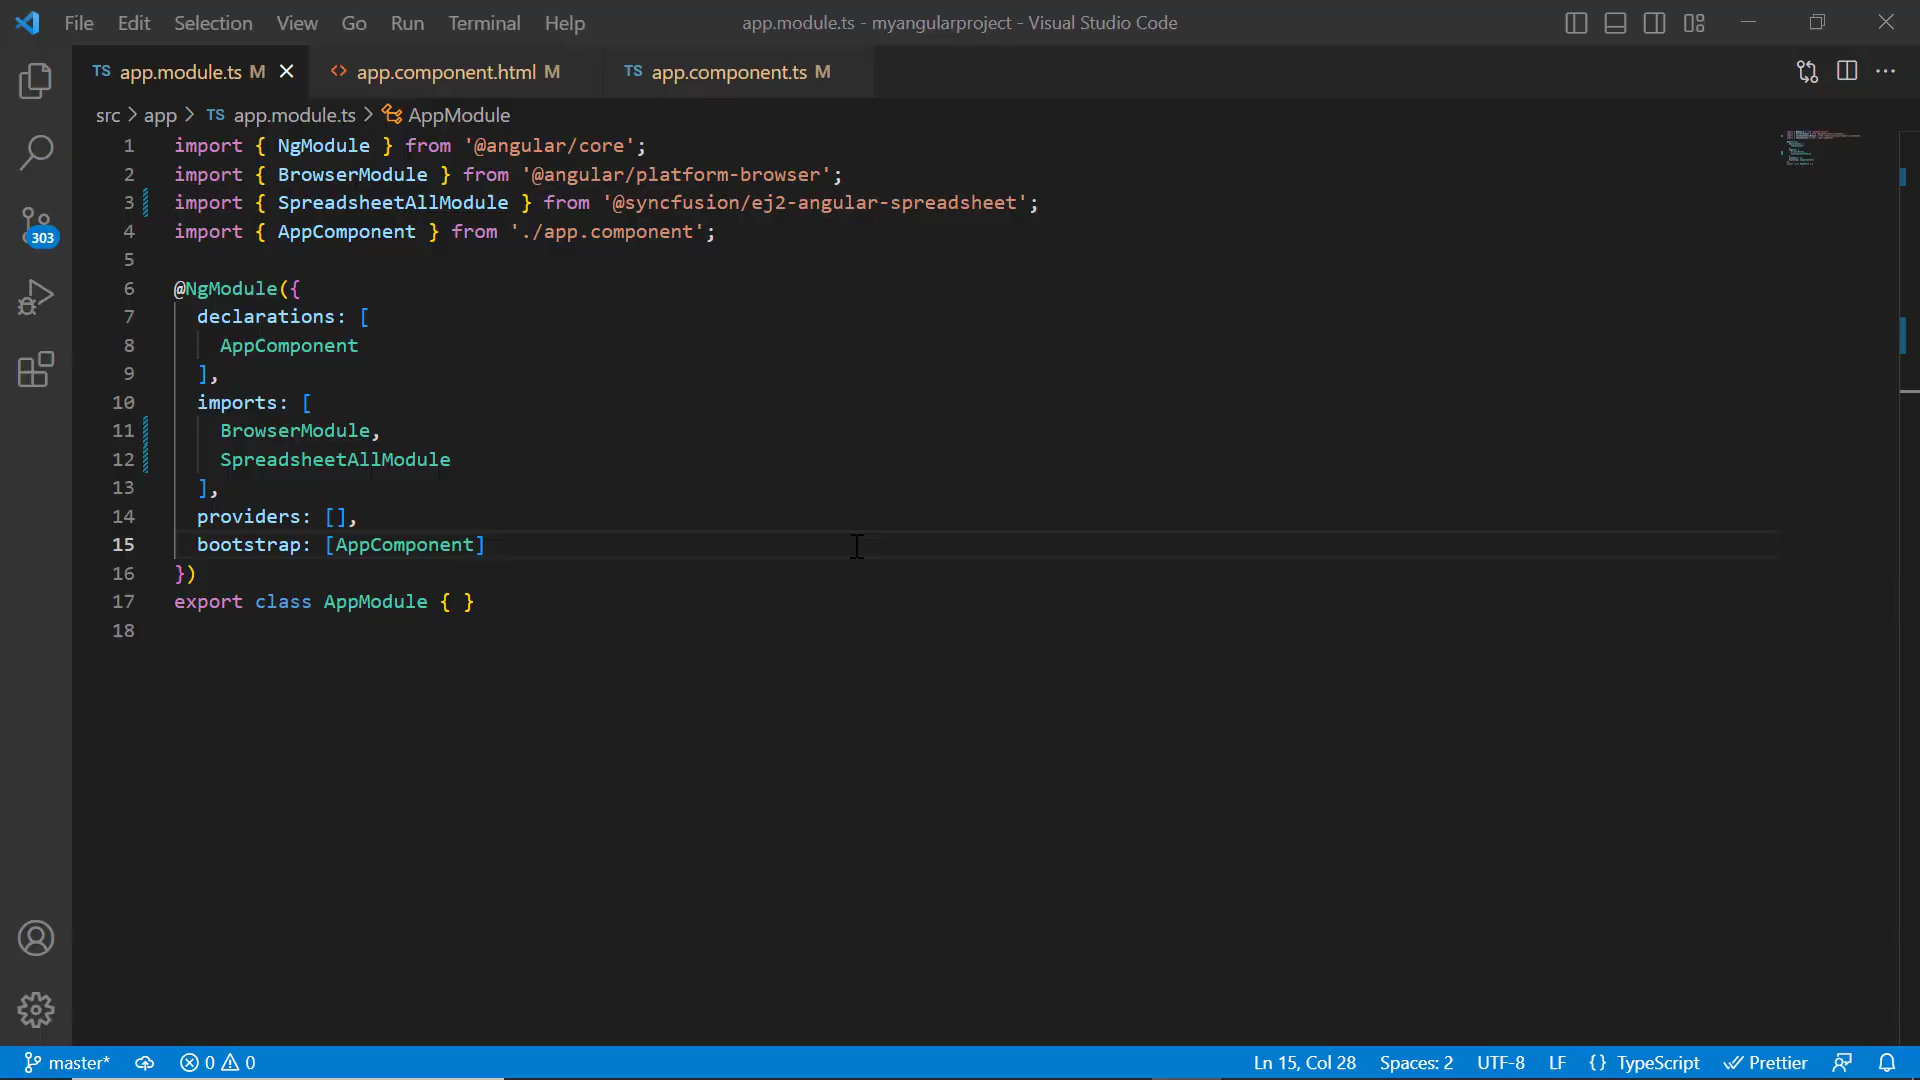 File Edit Selection View Go Run Terminal Help app.module.ts - myangularproject - Visual Studio Code
TS app.module.ts M app.component.html M TS app.component.ts M
src > app > TS app.module.ts > AppModule
1 import { NgModule } from '@angular/core';
2 import { BrowserModule } from '@angular/platform-browser';
3 import { SpreadsheetAllModule } from '@syncfusion/ej2-angular-spreadsheet';
4 import { AppComponent } from './app.component';
5
6 @NgModule({
7 declarations: [
8 AppComponent
9 ],
10 imports: [
11 BrowserModule,
12 SpreadsheetAllModule
13 ],
14 providers: [],
15 bootstrap: [AppComponent]
16 })
17 export class AppModule { }
18
303
master* 0 0 Ln 15, Col 28 Spaces: 2 UTF-8 LF {} TypeScript Prettier